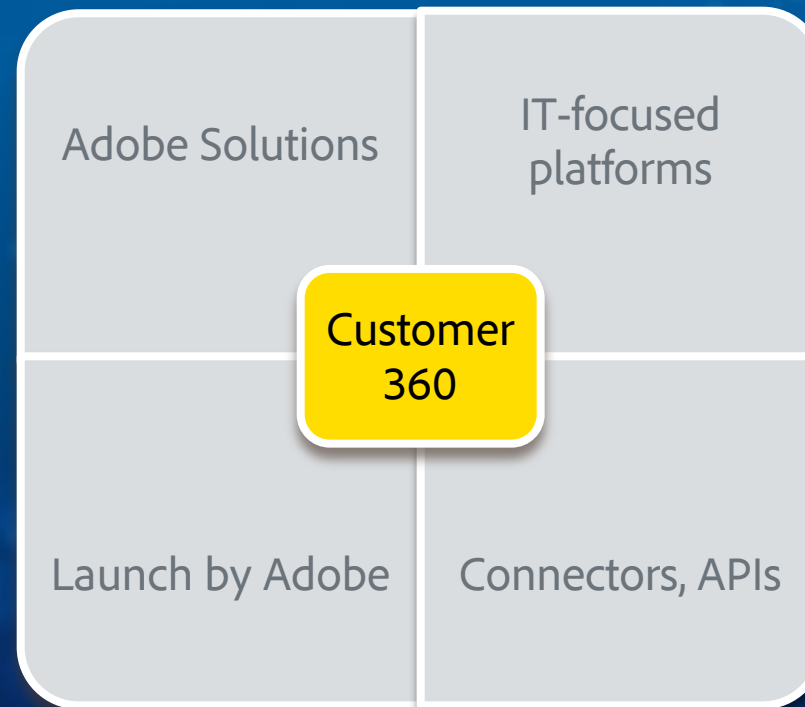 Adobe Solutions
IT-focused
platforms
Customer
360
Launch by Adobe
Connectors, APIs